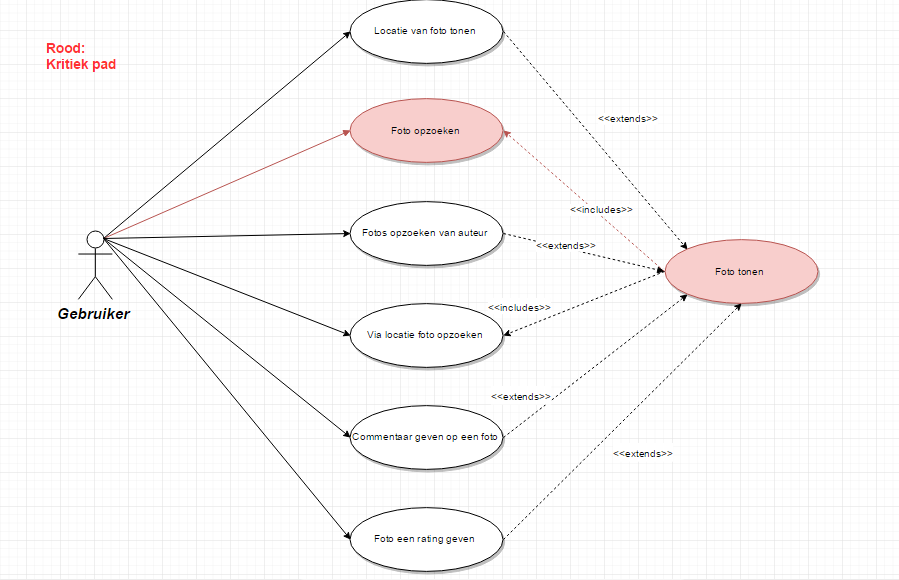 Rood:
Kritiek pad
Locatie van foto tonen
<<extends>>
Foto opzoeken
<<includes>>
Fotos opzoeken van auteur
<<extends>>
Foto tonen
Gebruiker
<<includes>>
Via locatie foto opzoeken
<<extends>>
Commentaar geven op een foto
<<extends>>
Foto een rating geven